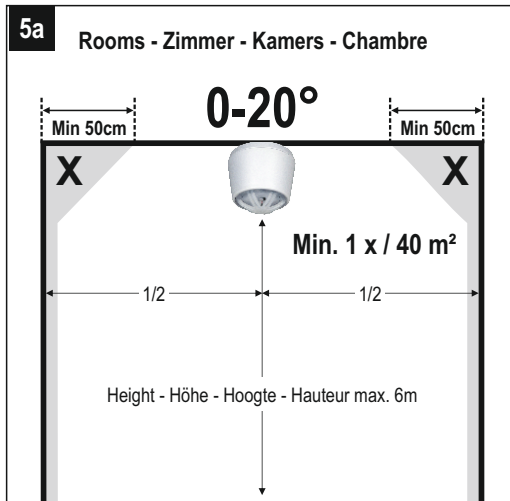 5a
Rooms - Zimmer - Kamers - Chambre
0-20°
Min 50cm
Min 50cm
X
X
Min. 1 x / 40 m²
1/2
1/2
Height - Höhe - Hoogte - Hauteur max. 6m